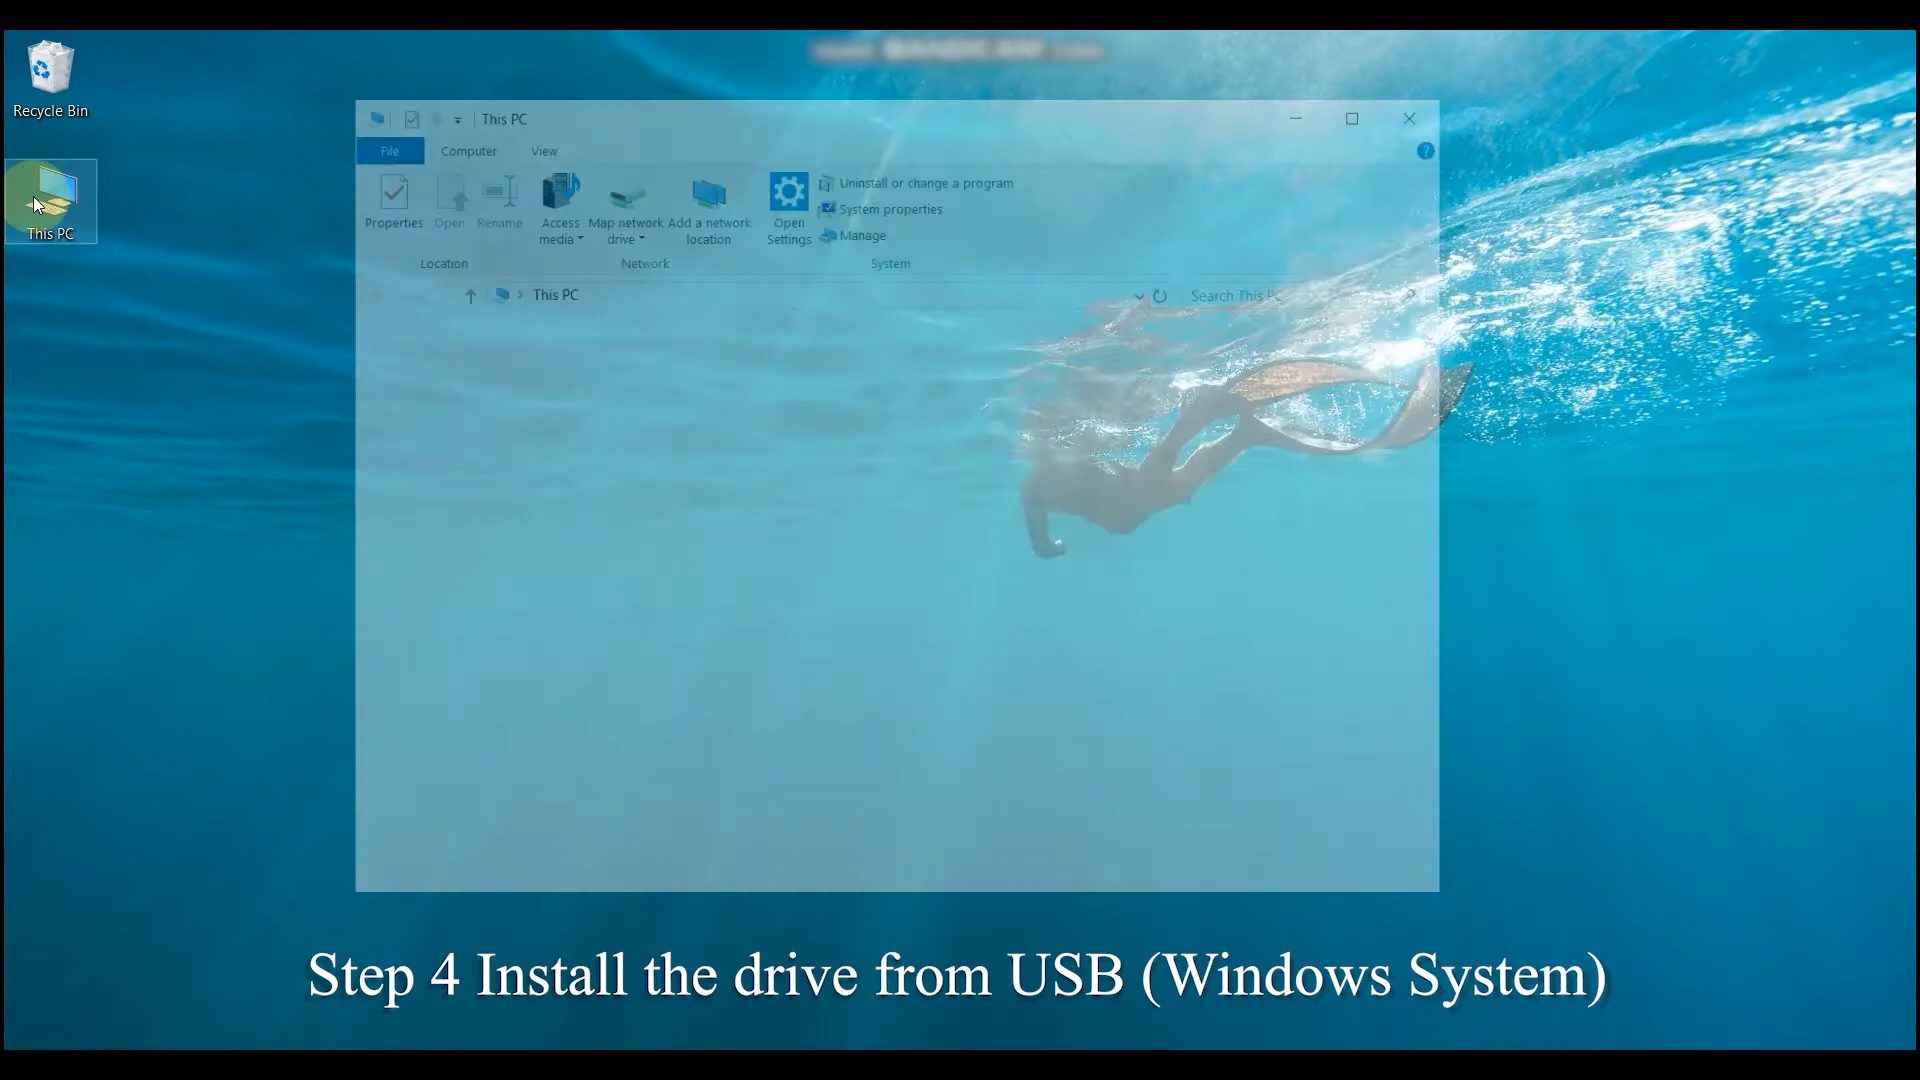 Recycle Bin
This PC
This PC
File
Computer
View
Properties
Open
Rename
Access media
Map network drive
Add a network location
Open Settings
Uninstall or change a program
System properties
Manage
Location
Network
System
This PC
Search This PC
Step 4 Install the drive from USB (Windows System)